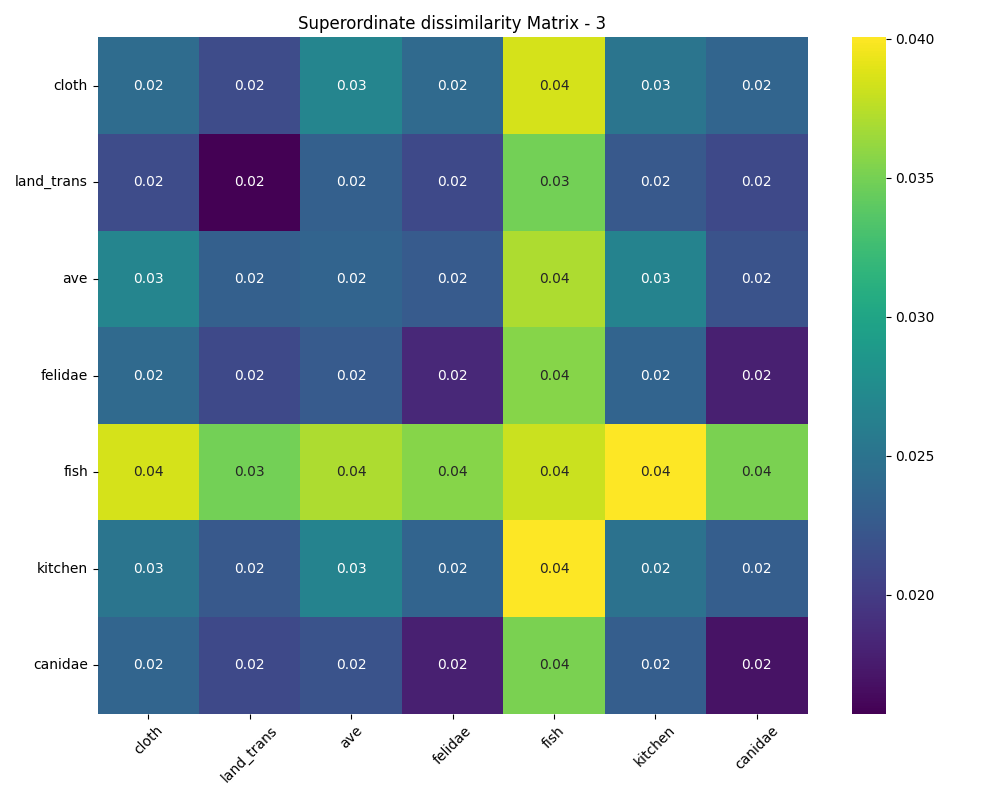 Superordinate dissimilarity Matrix - 3
cloth 0.02 0.02 0.03 0.02 0.04 0.03 0.02
land_trans 0.02 0.02 0.02 0.02 0.03 0.02 0.02
ave 0.03 0.02 0.02 0.02 0.04 0.03 0.02
felidae 0.02 0.02 0.02 0.02 0.04 0.02 0.02
fish 0.04 0.03 0.04 0.04 0.04 0.04 0.04
kitchen 0.03 0.02 0.03 0.02 0.04 0.02 0.02
canidae 0.02 0.02 0.02 0.02 0.04 0.02 0.02
cloth land_trans ave felidae fish kitchen canidae
0.040
0.035
0.030
0.025
0.020